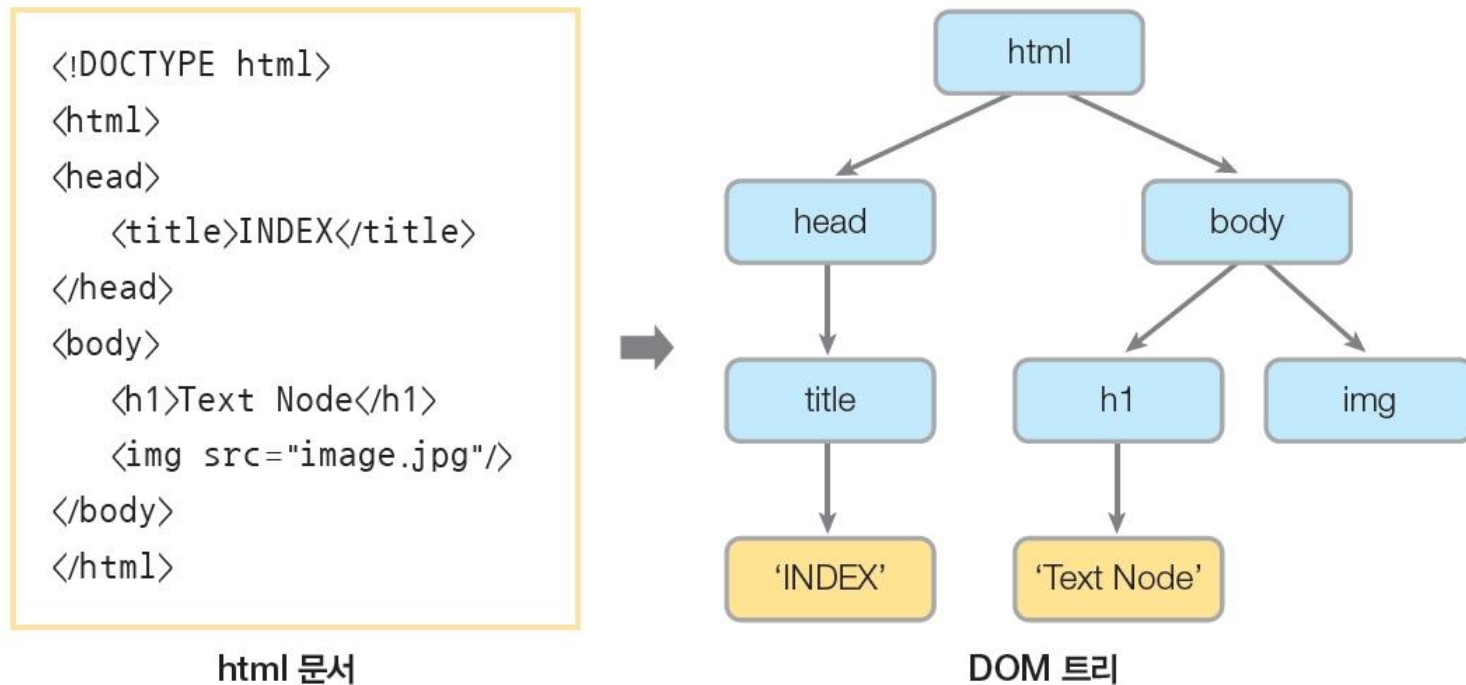 <!DOCTYPE html>
<html>
<head>
<title>INDEX</title>
</head>
<body>
<h1>Text Node</h1>
<img src="image.jpg"/>
</body>
</html>
html 문서
html
head
body
title
h1
img
‘INDEX’
‘Text Node’
DOM 트리